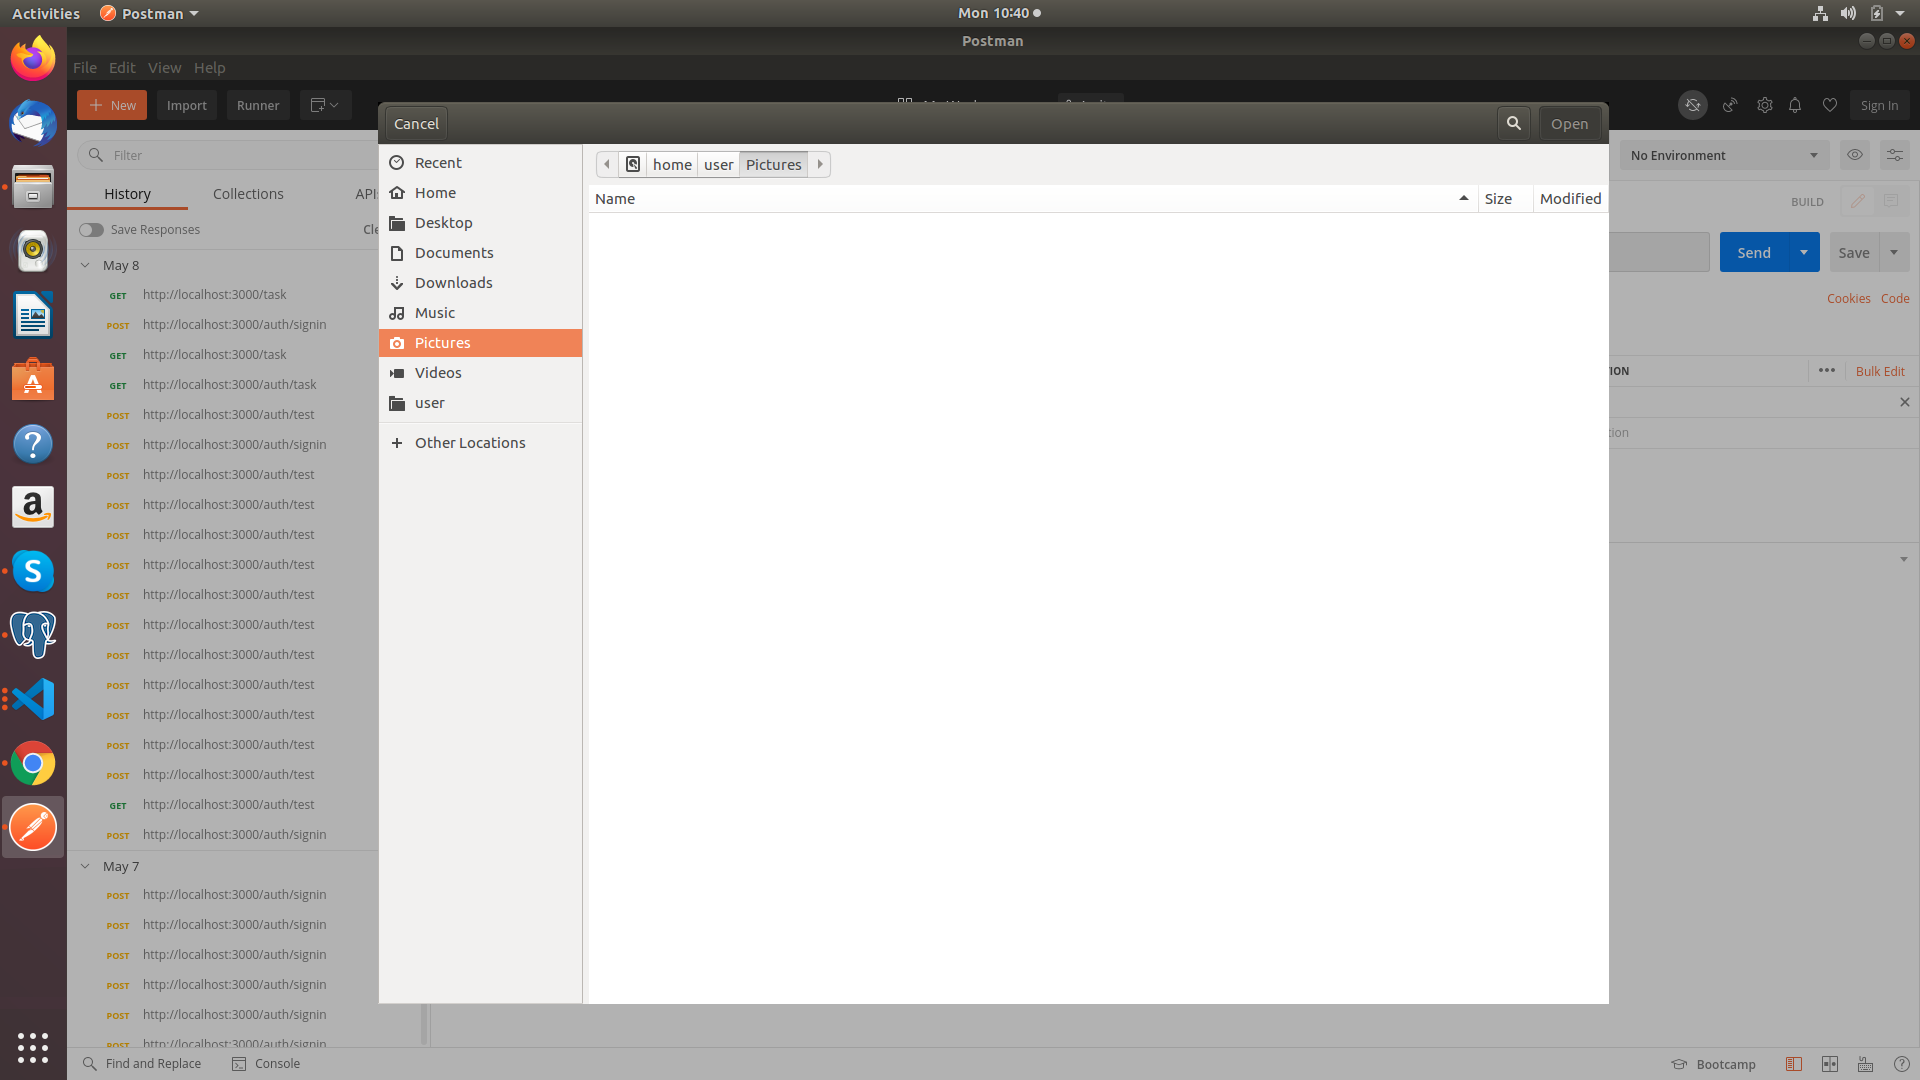 Activities Postman Mon 10:40
Postman
File Edit View Help
New Import Runner Sign In
Cancel Open
Filter
History Collections API
Save Responses Cle
May 8
GET http://localhost:3000/task
POST http://localhost:3000/auth/signin
GET http://localhost:3000/task
GET http://localhost:3000/auth/task
POST http://localhost:3000/auth/test
POST http://localhost:3000/auth/signin
POST http://localhost:3000/auth/test
POST http://localhost:3000/auth/test
POST http://localhost:3000/auth/test
POST http://localhost:3000/auth/test
POST http://localhost:3000/auth/test
POST http://localhost:3000/auth/test
POST http://localhost:3000/auth/test
POST http://localhost:3000/auth/test
POST http://localhost:3000/auth/test
POST http://localhost:3000/auth/test
POST http://localhost:3000/auth/test
GET http://localhost:3000/auth/test
POST http://localhost:3000/auth/signin
May 7
POST http://localhost:3000/auth/signin
POST http://localhost:3000/auth/signin
POST http://localhost:3000/auth/signin
POST http://localhost:3000/auth/signin
POST http://localhost:3000/auth/signin
POST http://localhost:3000/auth/signin
Recent
Home
Desktop
Documents
Downloads
Music
Pictures
Videos
user
Other Locations
home user Pictures
Name Size Modified
No Environment
BUILD
Send Save
Cookies Code
ION Bulk Edit
tion
Find and Replace Console Bootcamp